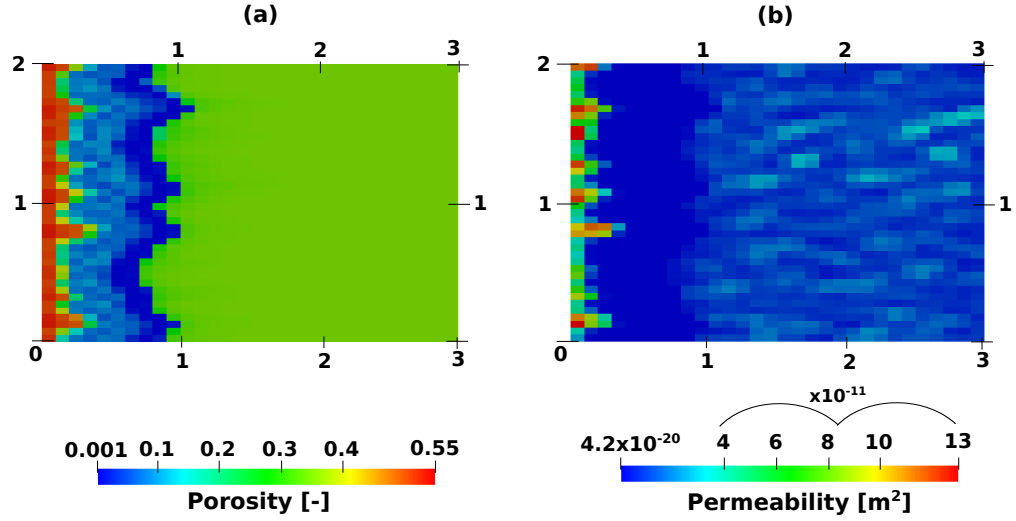 (a)
(b)
1 2 3
1 2 3
2
2
1 1
1 1
0
1 2 3
0
1 2 3
x10⁻¹¹
0.001 0.1 0.2 0.3 0.4 0.55
4.2x10⁻²⁰ 4 6 8 10 13
Porosity [-]
Permeability [m²]